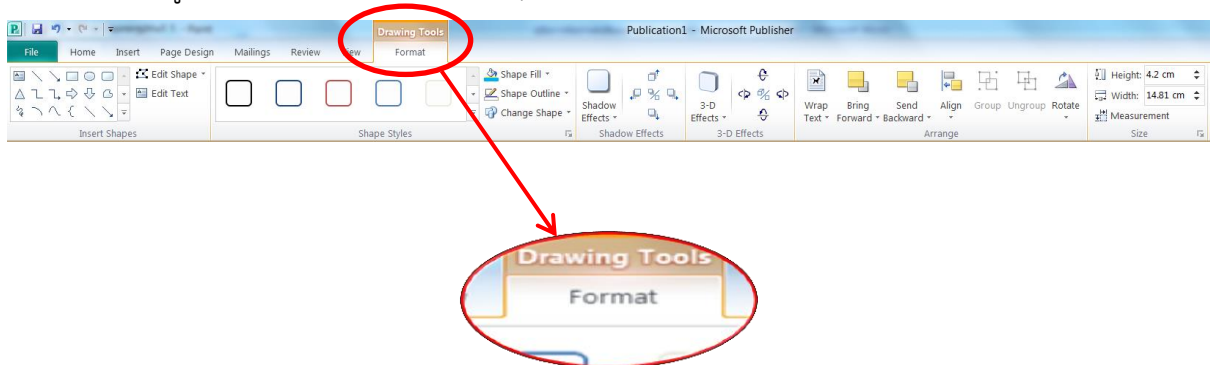 Drawing Tools
Publication1 - Microsoft Publisher
File Home Insert Page Design Mailings Review View Format
Edit Shape
Edit Text
Insert Shapes
Shape Fill
Shape Outline
Change Shape
Shape Styles
Shadow Effects
Shadow Effects
3-D Effects
3-D Effects
Wrap Text
Bring Forward
Send Backward
Align
Group
Ungroup
Rotate
Arrange
Height: 4.2 cm
Width: 14.81 cm
Measurement
Size
Drawing Tools
Format